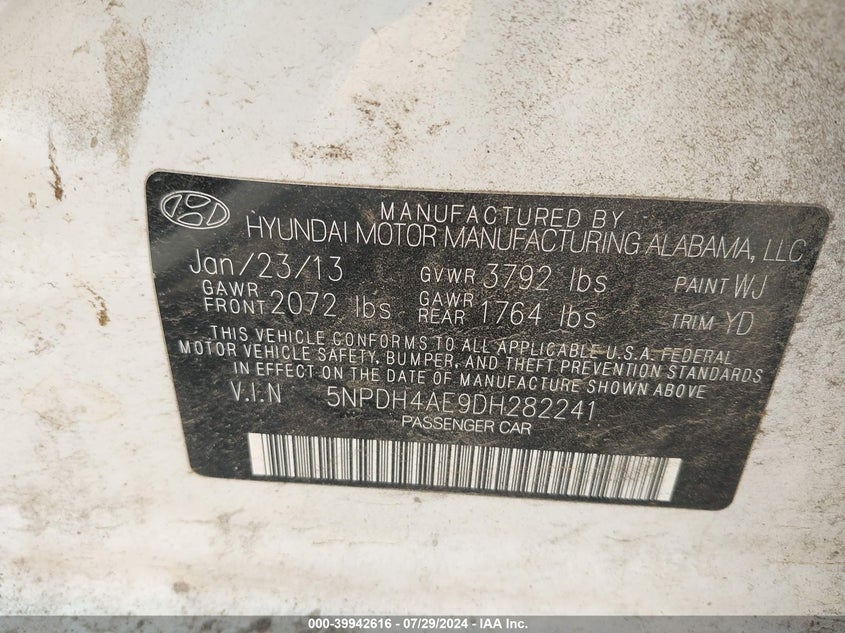 MANUFACTURED BY
HYUNDAI MOTOR MANUFACTURING ALABAMA, LLC
Jan/23/13 GVWR 3792 lbs PAINT WJ
GAWR FRONT 2072 lbs GAWR REAR 1764 lbs TRIM YD
THIS VEHICLE CONFORMS TO ALL APPLICABLE U.S.A. FEDERAL
MOTOR VEHICLE SAFETY, BUMPER, AND THEFT PREVENTION STANDARDS
IN EFFECT ON THE DATE OF MANUFACTURE SHOWN ABOVE
V.I.N 5NPDH4AE9DH282241
PASSENGER CAR
000-39942616 - 07/29/2024 - IAA Inc.